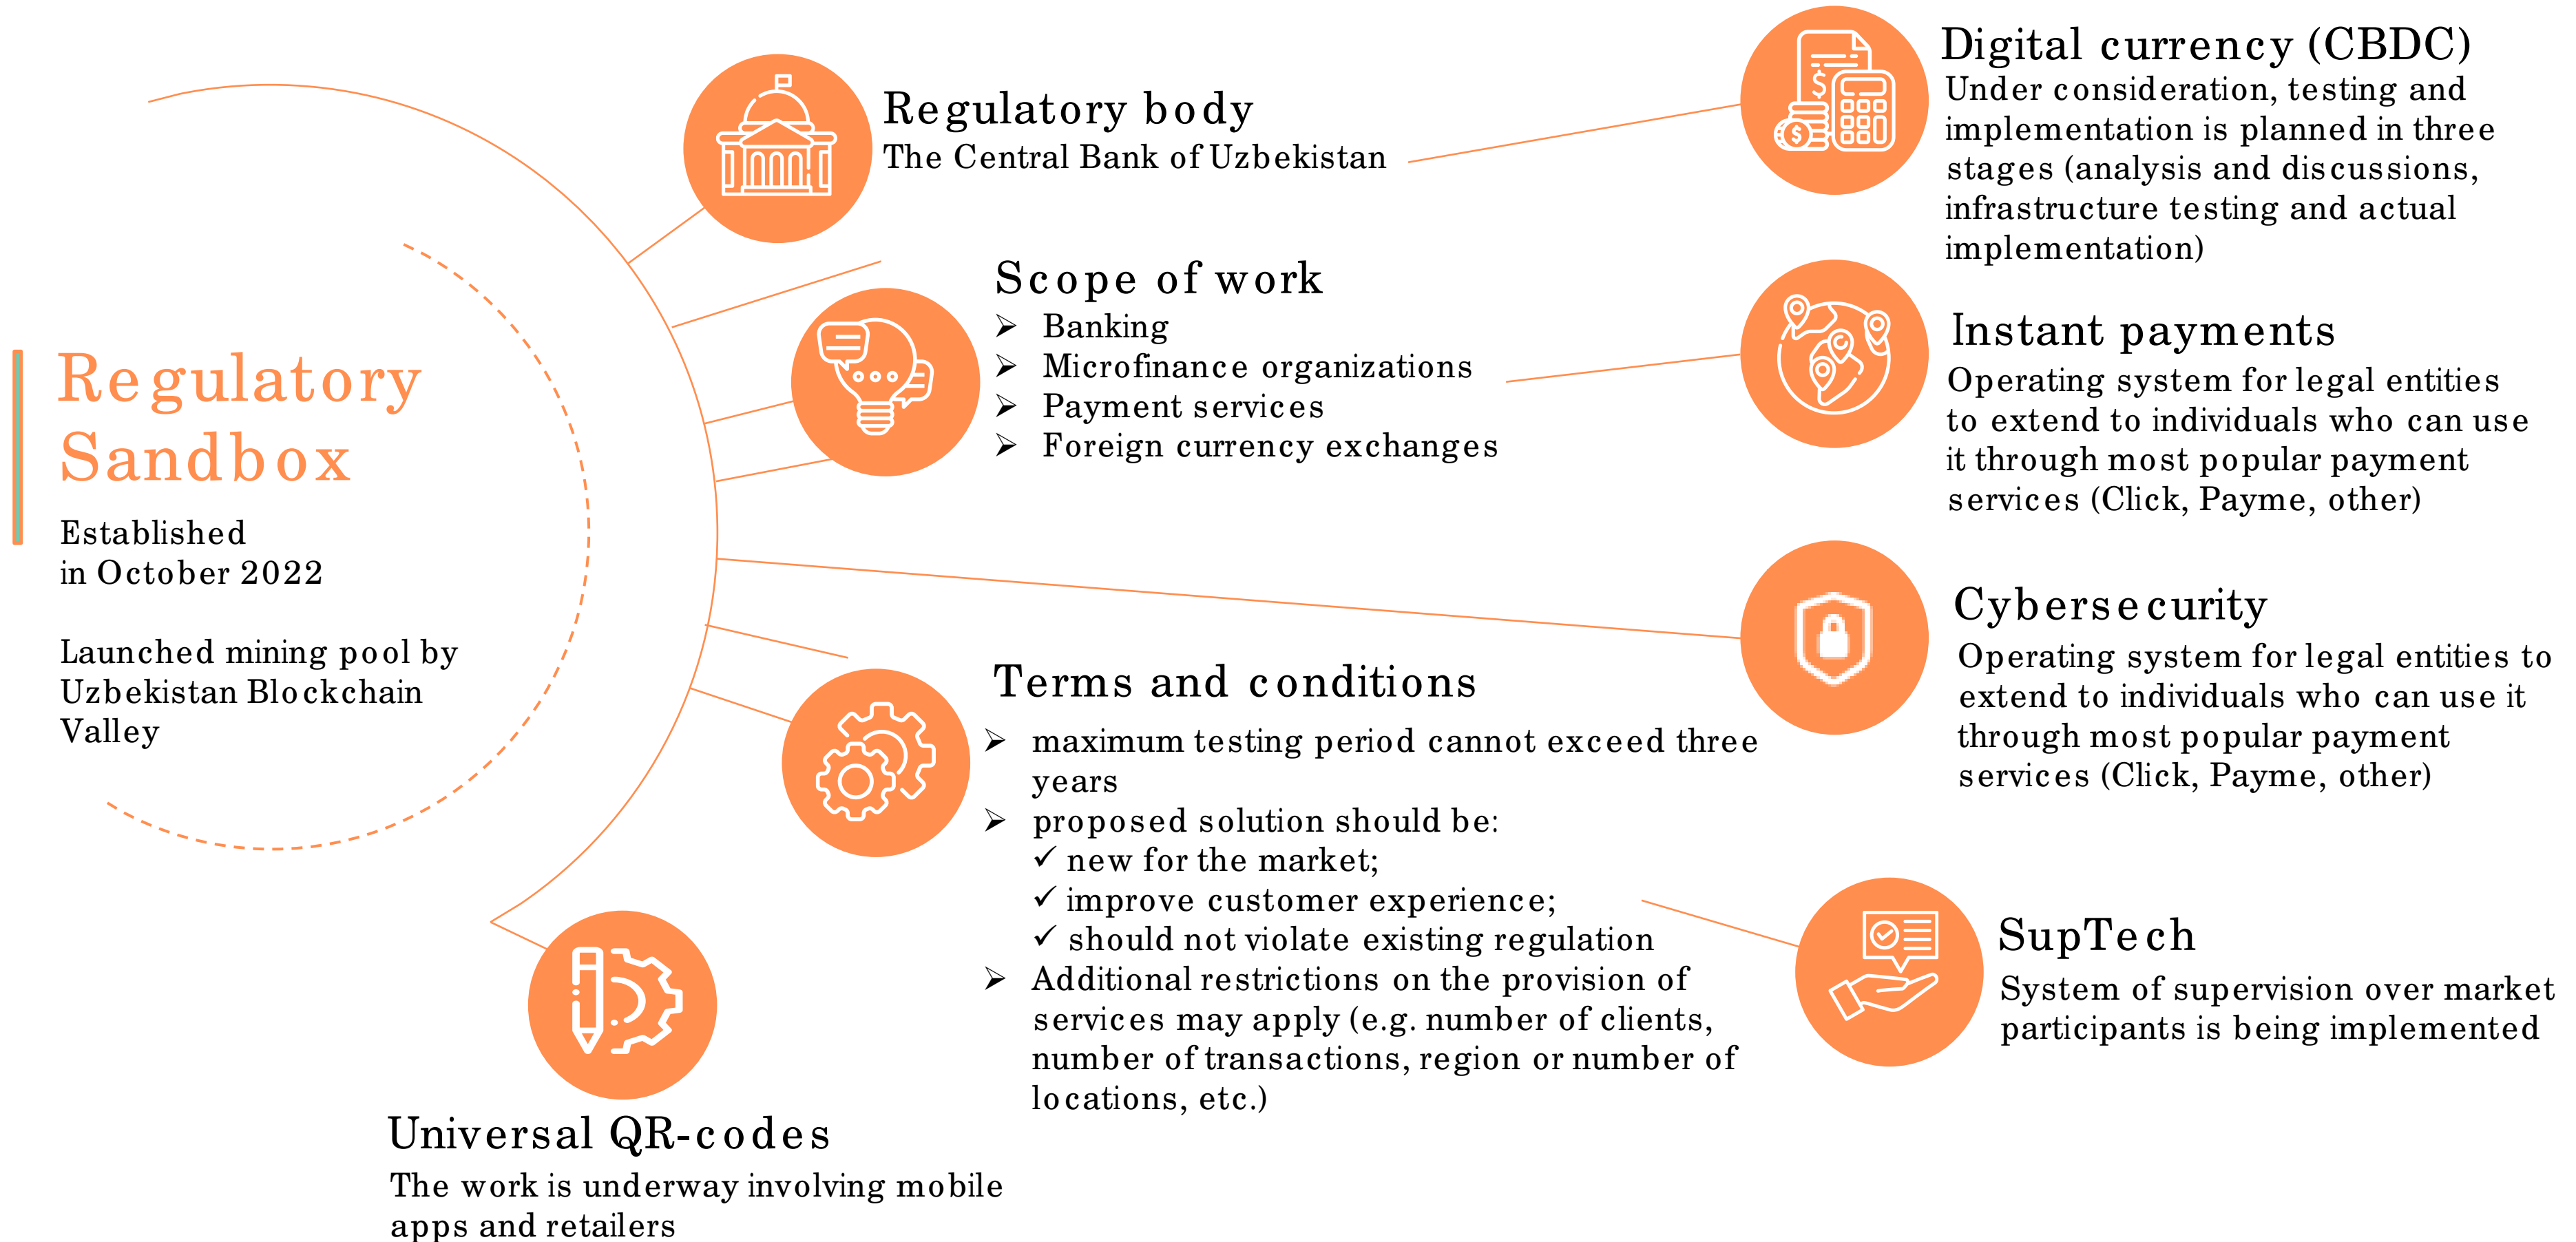 Regulatory
Sandbox
Established
in October 2022
Launched mining pool by
Uzbekistan Blockchain
Valley
Regulatory body
The Central Bank of Uzbekistan
Scope of work
➢ Banking
➢ Microfinance organizations
➢ Payment services
➢ Foreign currency exchanges
Terms and conditions
➢ maximum testing period cannot exceed three
years
➢ proposed solution should be:
✓ new for the market;
✓ improve customer experience;
✓ should not violate existing regulation
➢ Additional restrictions on the provision of
services may apply (e.g. number of clients,
number of transactions, region or number of
locations, etc.)
Universal QR-codes
The work is underway involving mobile
apps and retailers
Digital currency (CBDC)
Under consideration, testing and
implementation is planned in three
stages (analysis and discussions,
infrastructure testing and actual
implementation)
Instant payments
Operating system for legal entities
to extend to individuals who can use
it through most popular payment
services (Click, Payme, other)
Cybersecurity
Operating system for legal entities to
extend to individuals who can use it
through most popular payment
services (Click, Payme, other)
SupTech
System of supervision over market
participants is being implemented